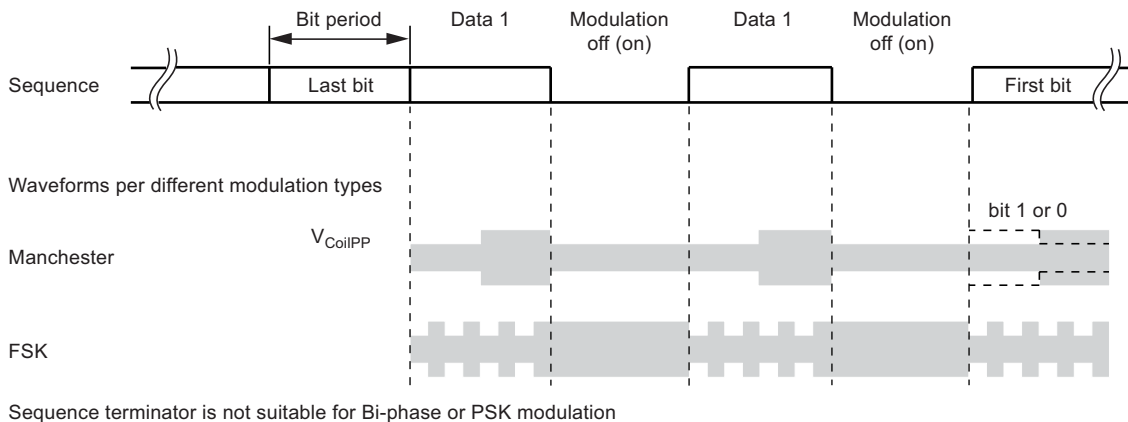 Bit period
Data 1
Modulation
off (on)
Data 1
Modulation
off (on)
Sequence
Last bit
First bit
Waveforms per different modulation types
bit 1 or 0
VCoilPP
Manchester
FSK
Sequence terminator is not suitable for Bi-phase or PSK modulation